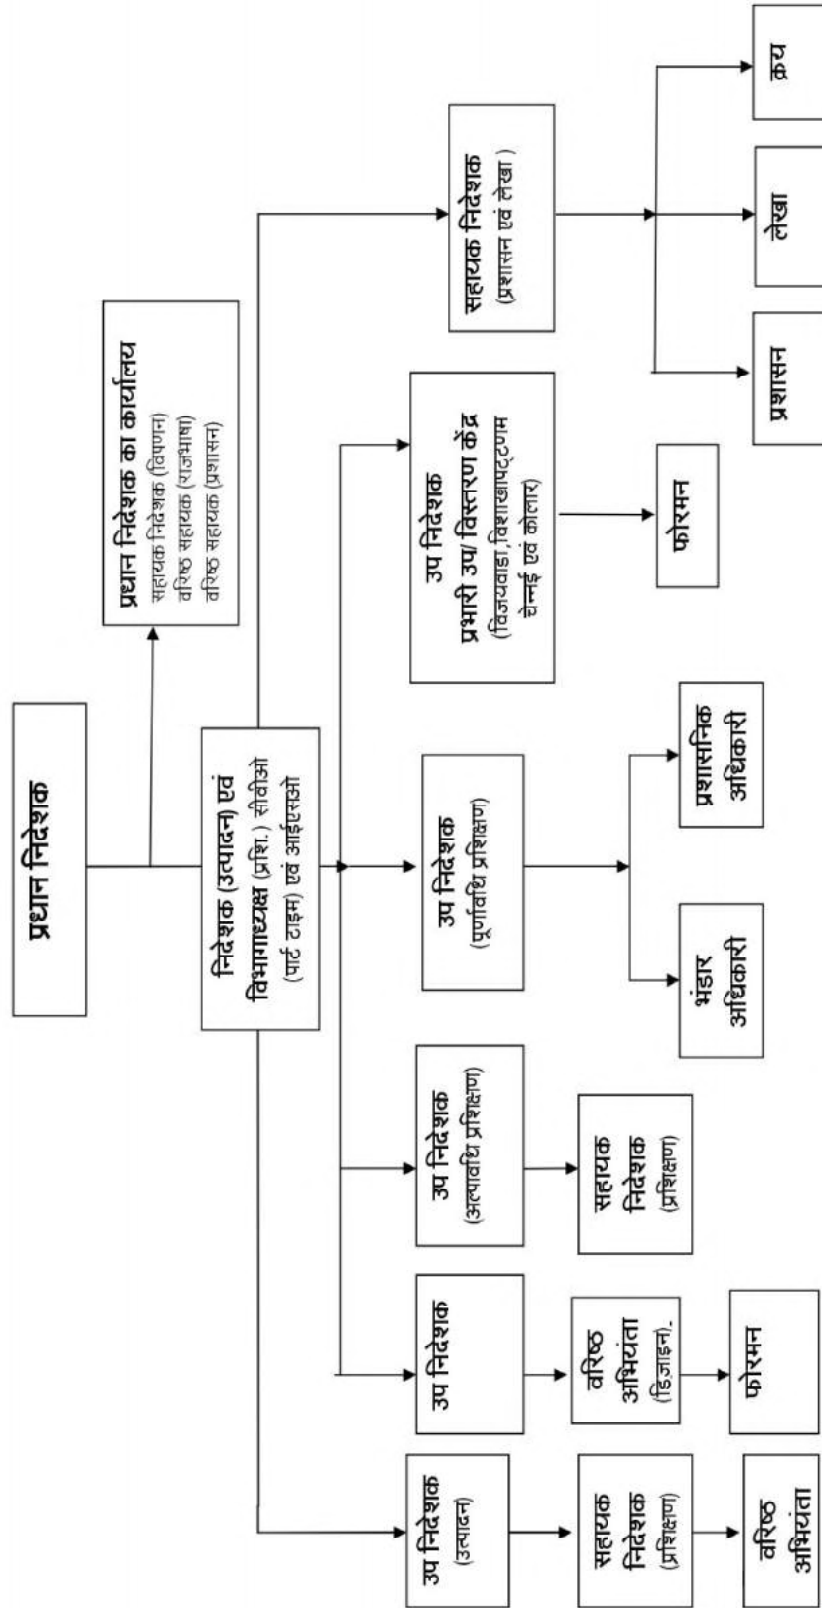 प्रधान निदेशक
प्रधान निदेशक का कार्यालय
सहायक निदेशक (विपणन)
वरिष्ठ सहायक (राजभाषा)
वरिष्ठ सहायक (प्रशासन)
निदेशक (उत्पादन) एवं
विभागाध्यक्ष (प्रशि.) सीवीओ
(पार्ट टाइम) एवं आईएसओ
उप निदेशक
(उत्पादन)
उप निदेशक
उप निदेशक
(अल्पावधि प्रशिक्षण)
उप निदेशक
(पूर्णावधि प्रशिक्षण)
उप निदेशक
प्रभारी उप/ विस्तरण केंद्र
(विजयवाडा,विशाखापट्टणम
चेन्नई एवं कोलार)
सहायक निदेशक
(प्रशासन एवं लेखा )
सहायक
निदेशक
(प्रशिक्षण)
वरिष्ठ
अभियंता
(डिज़ाइन)
सहायक
निदेशक
(प्रशिक्षण)
भंडार
अधिकारी
प्रशासनिक
अधिकारी
फोरमन
प्रशासन
लेखा
क्रय
वरिष्ठ
अभियंता
फोरमन